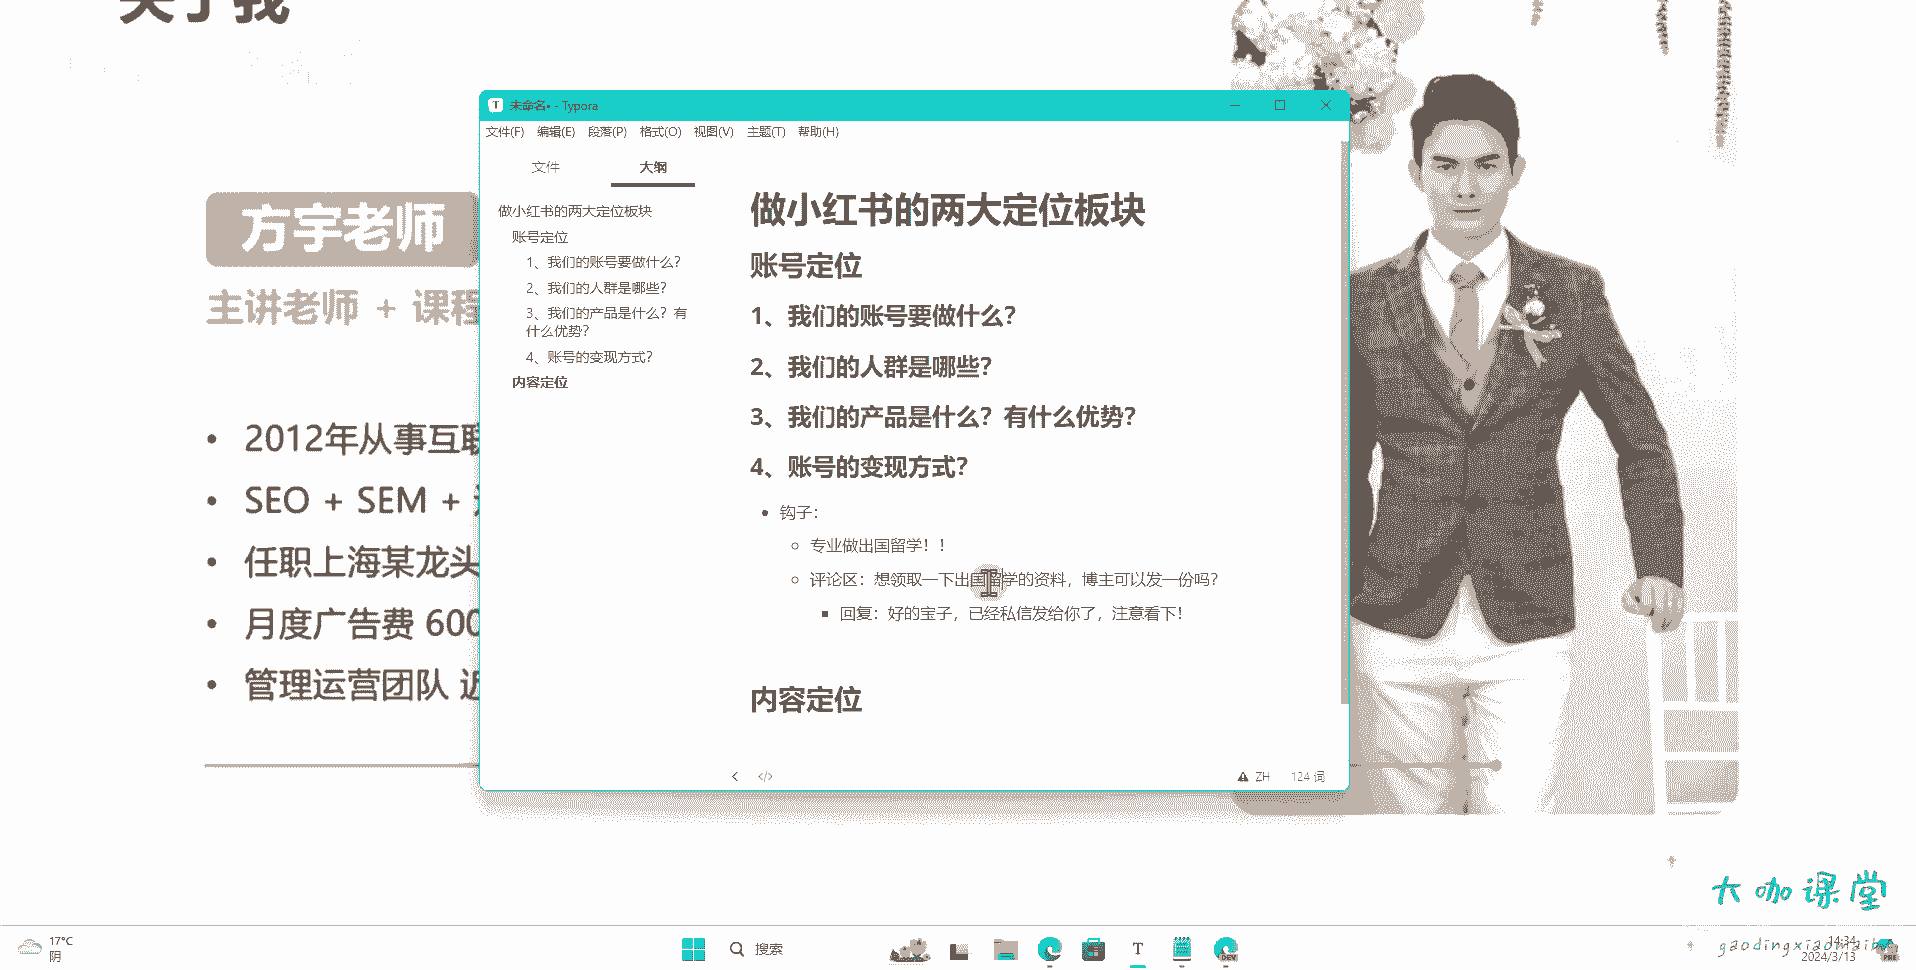 关于我
方宇老师
主讲老师 + 课程
2012年从事互联
SEO + SEM +
任职上海某龙头
月度广告费 600
管理运营团队 近
未命名• - Typora
文件(F) 编辑(E) 段落(P) 格式(O) 视图(V) 主题(T) 帮助(H)
文件 大纲
做小红书的两大定位板块
账号定位
1、我们的账号要做什么？
2、我们的人群是哪些？
3、我们的产品是什么？有
什么优势？
4、账号的变现方式？
内容定位
做小红书的两大定位板块
账号定位
1、我们的账号要做什么？
2、我们的人群是哪些？
3、我们的产品是什么？有什么优势？
4、账号的变现方式？
钩子：
专业做出国留学！！
评论区：想领取一下出国留学的资料，博主可以发一份吗？
回复：好的宝子，已经私信发给你了，注意看下！
内容定位
ZH 124 词
大咖课堂
17°C
阴
搜索
T
DEV
gaodingxiaomaib
14:34
2024/3/13
PRE